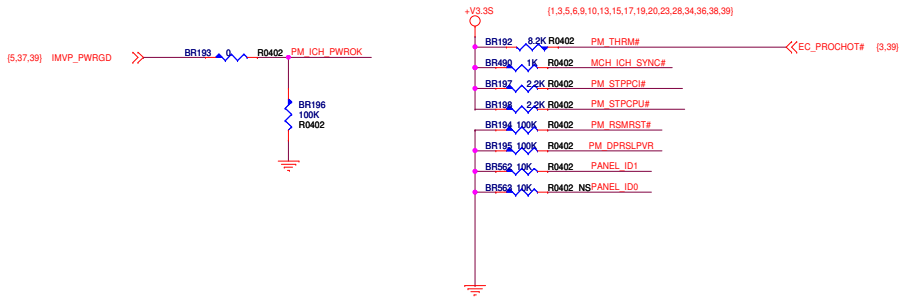 +V3.3S {1,3,5,6,9,10,13,15,17,19,20,23,28,34,36,38,39}
{5,37,39} IMVP_PWRGD BR193 0 R0402 PM_ICH_PWROK
BR196
100K
R0402
BR192 8.2K R0402 PM_THRM# EC_PROCHOT# {3,39}
BR490 1K R0402 MCH_ICH_SYNC#
BR197 2.2K R0402 PM_STPPCI#
BR198 2.2K R0402 PM_STPCPU#
BR194 100K R0402 PM_RSMRST#
BR195 100K R0402 PM_DPRSLPVR
BR562 10K R0402 PANEL_ID1
BR563 10K R0402_NS PANEL_ID0